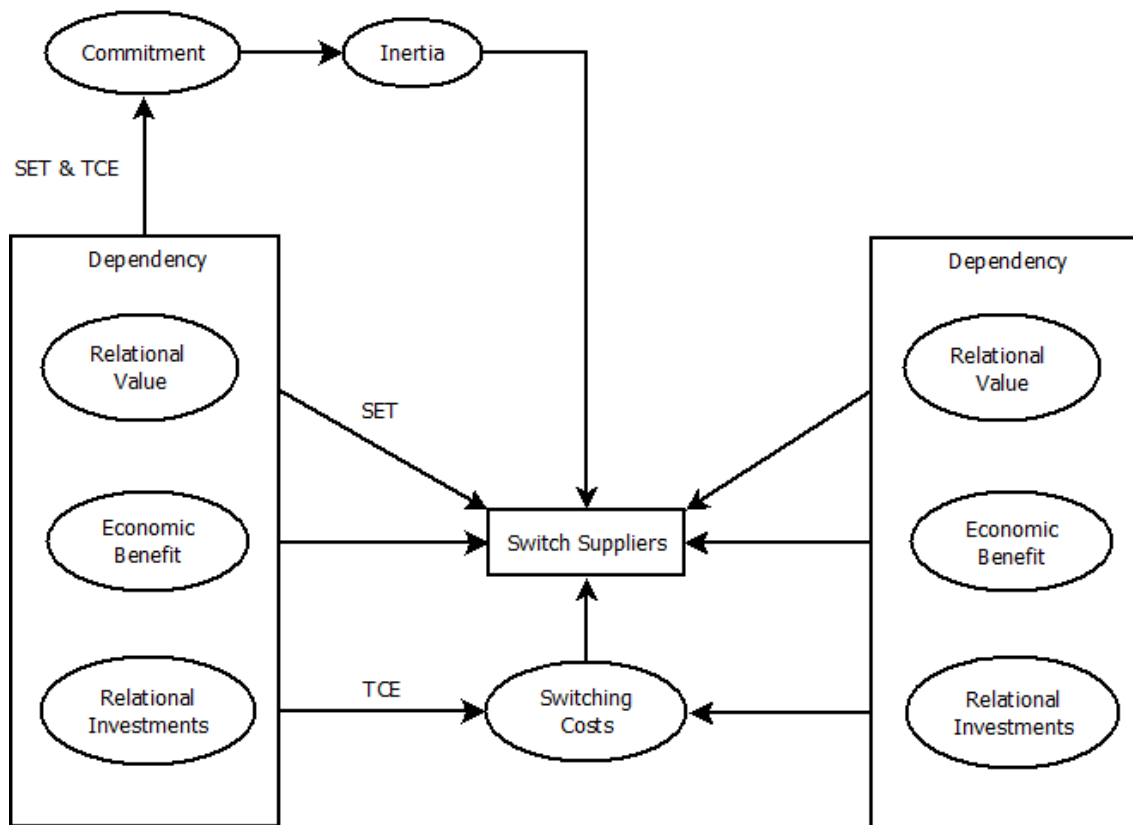 Commitment
Inertia
SET & TCE
Dependency
Relational
Value
SET
Economic
Benefit
Switch Suppliers
Relational
Investments
TCE
Switching
Costs
Dependency
Relational
Value
Economic
Benefit
Relational
Investments